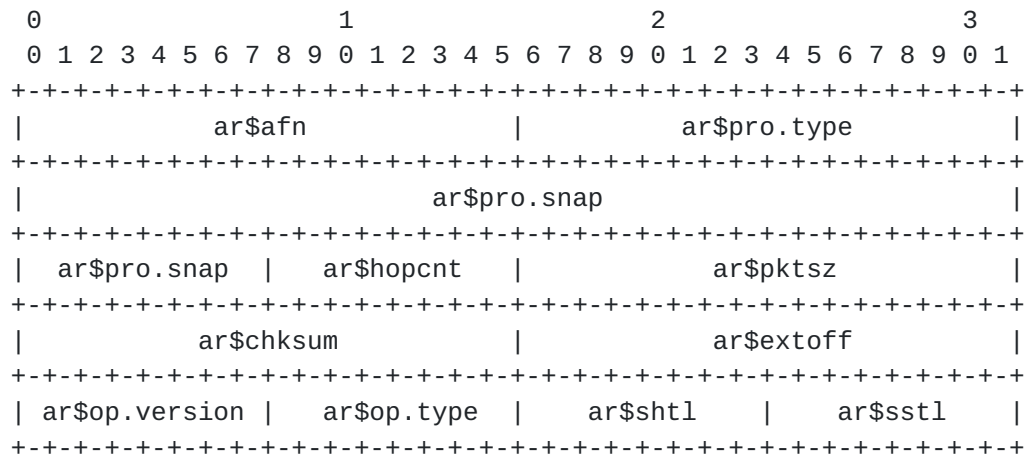 0                   1                   2                   3
 0 1 2 3 4 5 6 7 8 9 0 1 2 3 4 5 6 7 8 9 0 1 2 3 4 5 6 7 8 9 0 1
+-+-+-+-+-+-+-+-+-+-+-+-+-+-+-+-+-+-+-+-+-+-+-+-+-+-+-+-+-+-+-+-+
|            ar$afn             |          ar$pro.type          |
+-+-+-+-+-+-+-+-+-+-+-+-+-+-+-+-+-+-+-+-+-+-+-+-+-+-+-+-+-+-+-+-+
|                          ar$pro.snap                          |
+-+-+-+-+-+-+-+-+-+-+-+-+-+-+-+-+-+-+-+-+-+-+-+-+-+-+-+-+-+-+-+-+
|  ar$pro.snap  |   ar$hopcnt   |            ar$pktsz           |
+-+-+-+-+-+-+-+-+-+-+-+-+-+-+-+-+-+-+-+-+-+-+-+-+-+-+-+-+-+-+-+-+
|           ar$chksum           |            ar$extoff          |
+-+-+-+-+-+-+-+-+-+-+-+-+-+-+-+-+-+-+-+-+-+-+-+-+-+-+-+-+-+-+-+-+
| ar$op.version |   ar$op.type  |    ar$shtl    |    ar$sstl    |
+-+-+-+-+-+-+-+-+-+-+-+-+-+-+-+-+-+-+-+-+-+-+-+-+-+-+-+-+-+-+-+-+